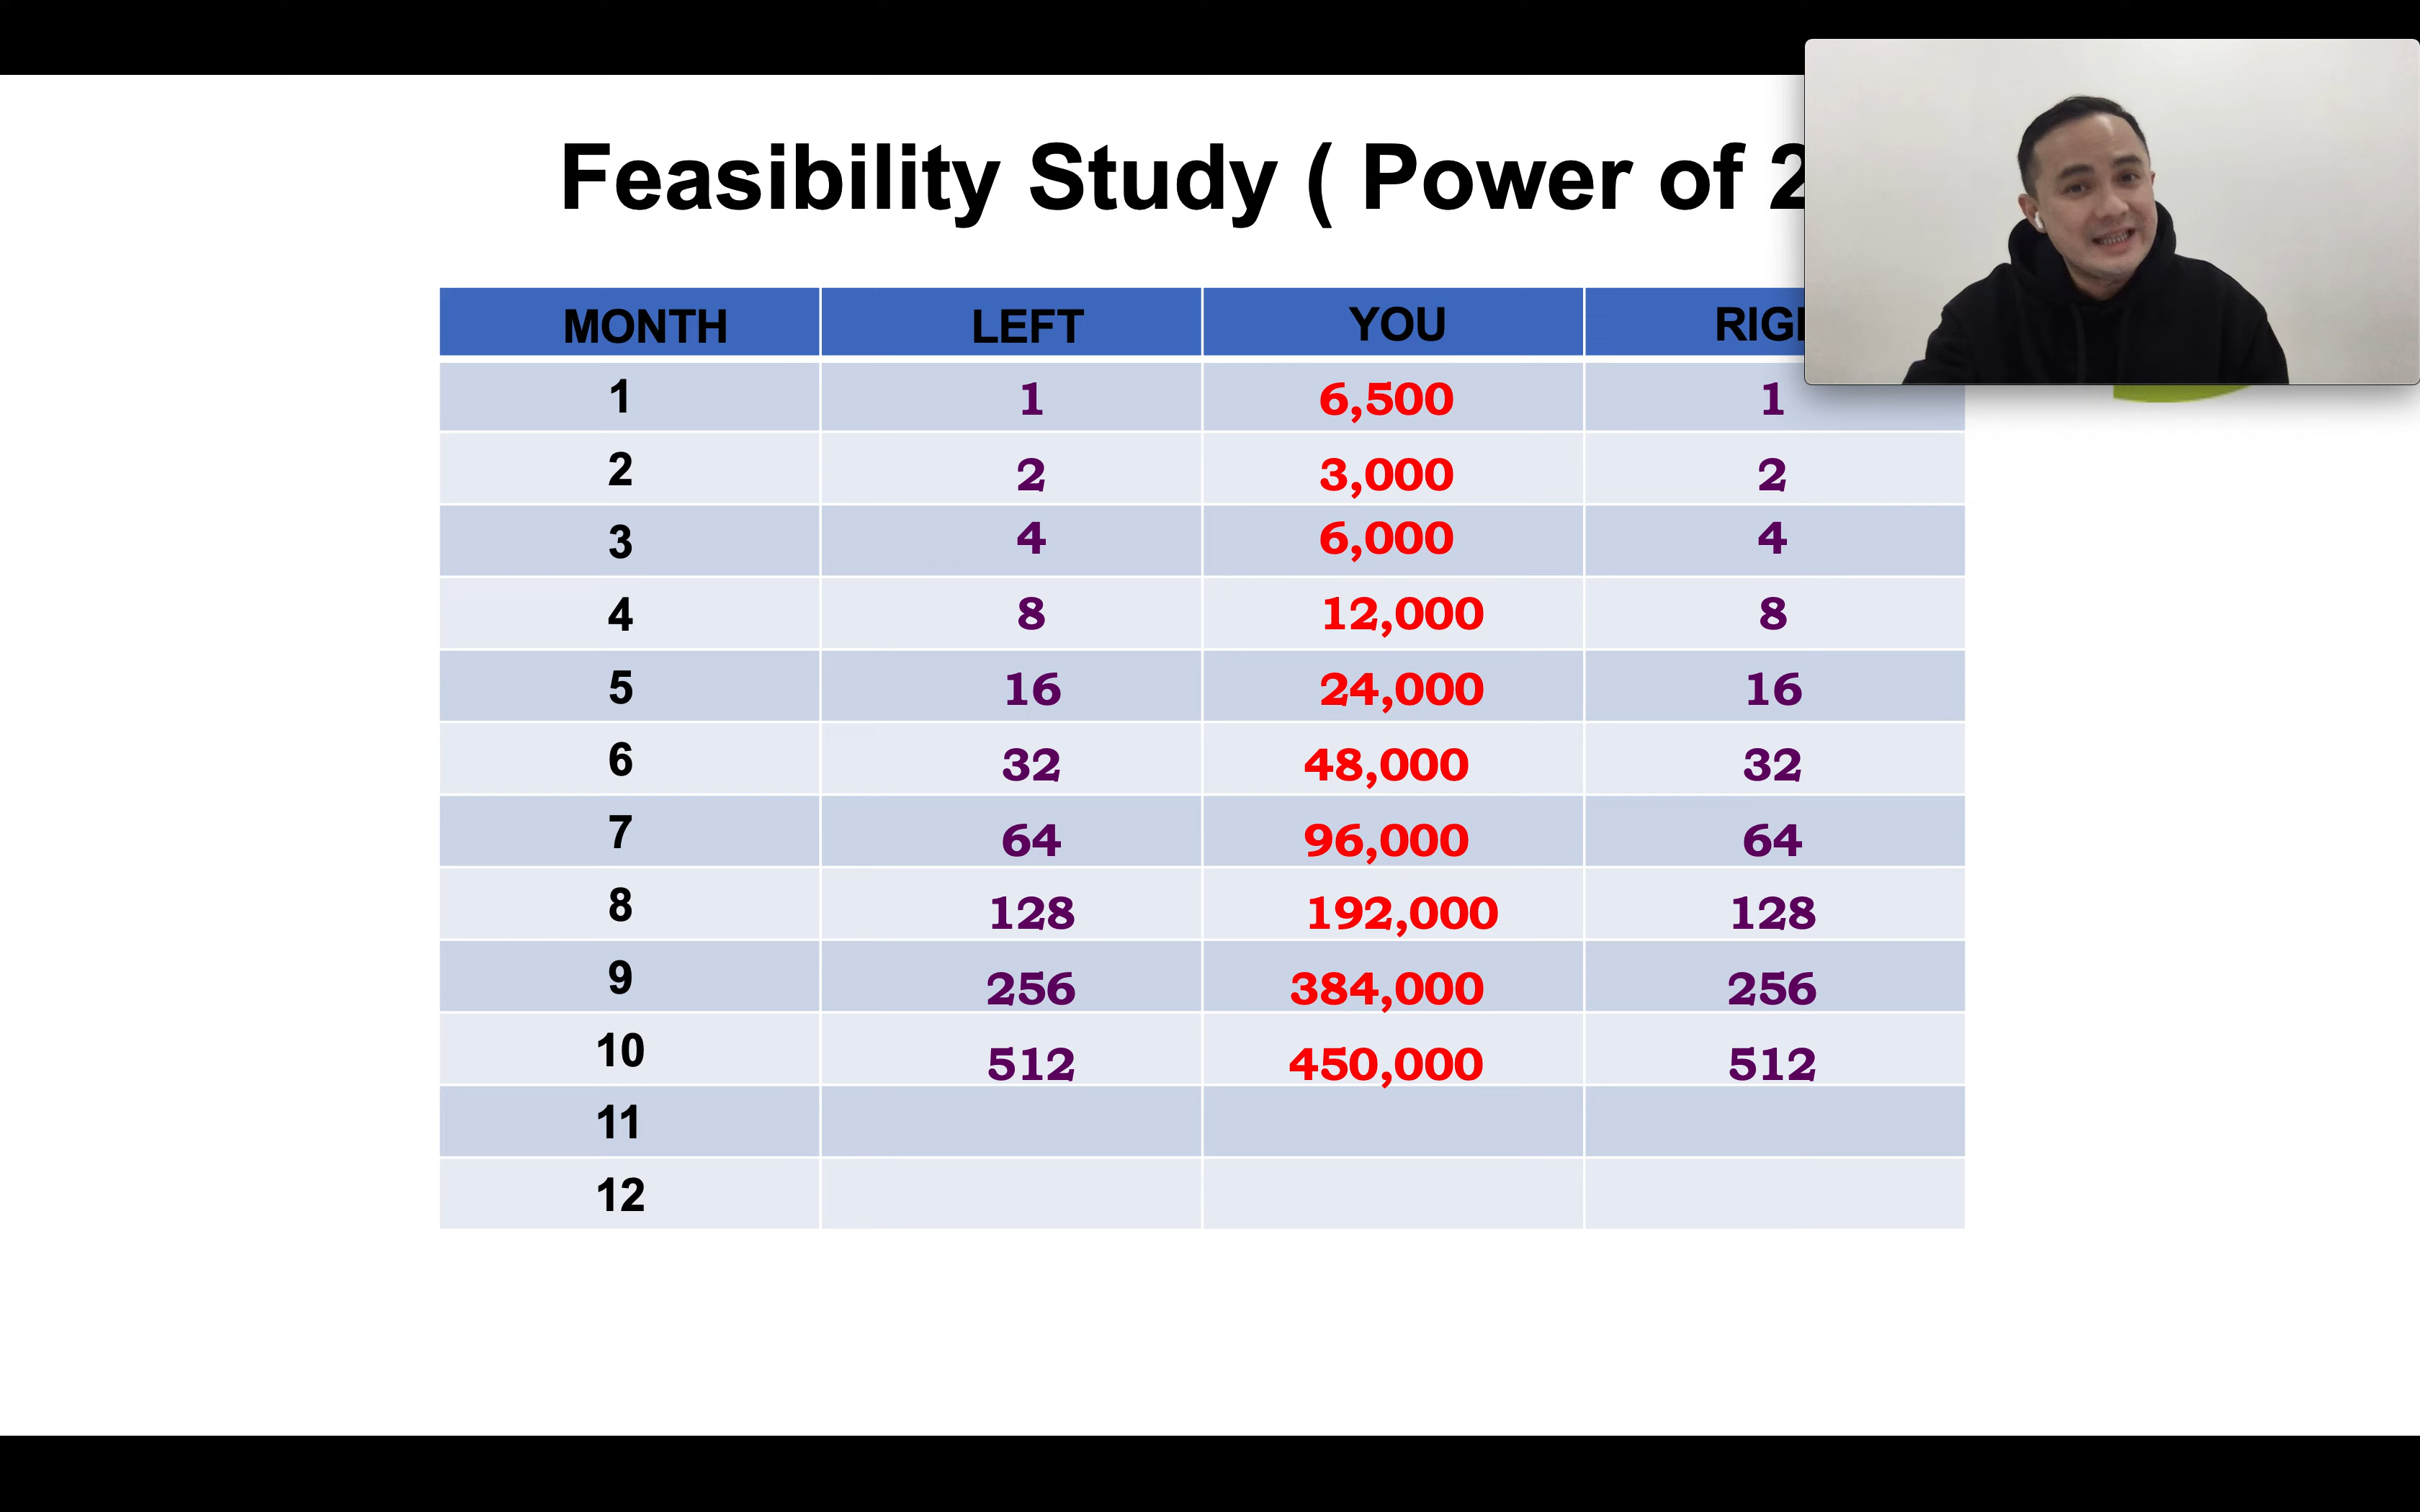 Feasibility Study ( Power of 2
MONTH LEFT YOU
1 1 6,500 1
2 2 3,000 2
3 4 6,000 4
4 8 12,000 8
5 16 24,000 16
6 32 48,000 32
7 64 96,000 64
8 128 192,000 128
9 256 384,000 256
10 512 450,000 512
11
12